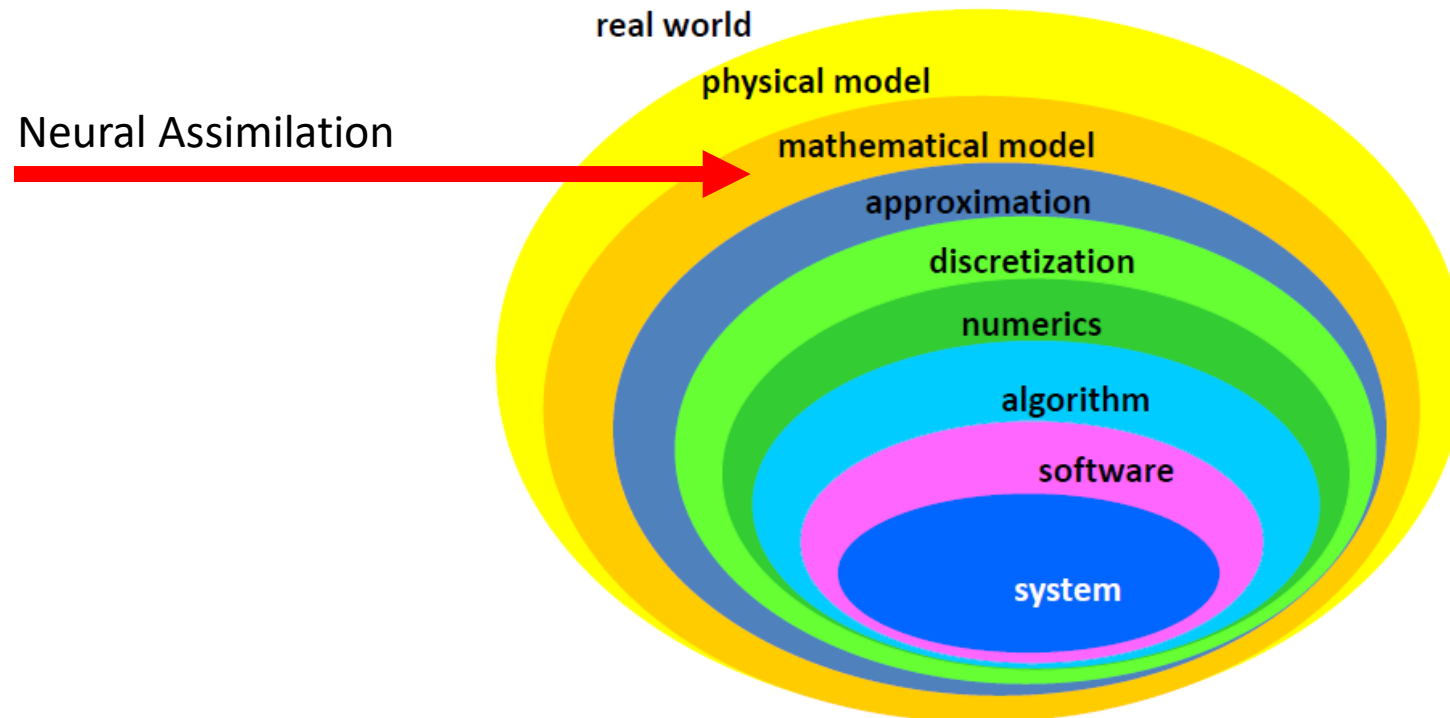 real world
physical model
Neural Assimilation
mathematical model
approximation
discretization
numerics
algorithm
software
system